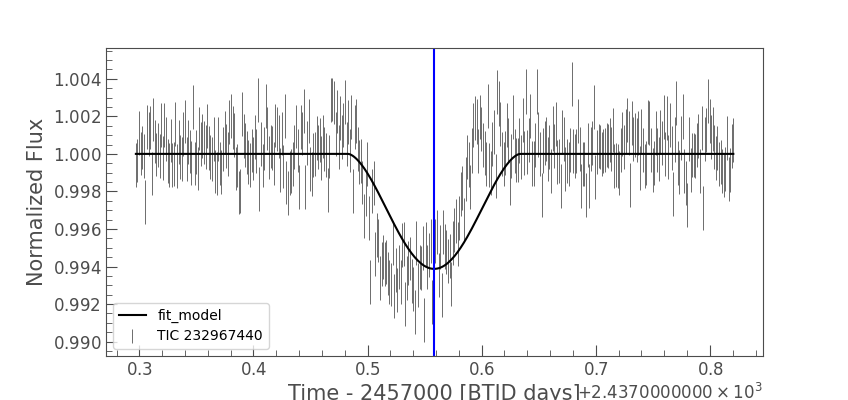 1.004
1.002
1.000
0.998
0.996
0.994
0.992
0.990
Normalized Flux
fit_model
TIC 232967440
0.3 0.4 0.5 0.6 0.7 0.8
Time - 2457000 [BTJD days]
+2.4370000000 × 10³